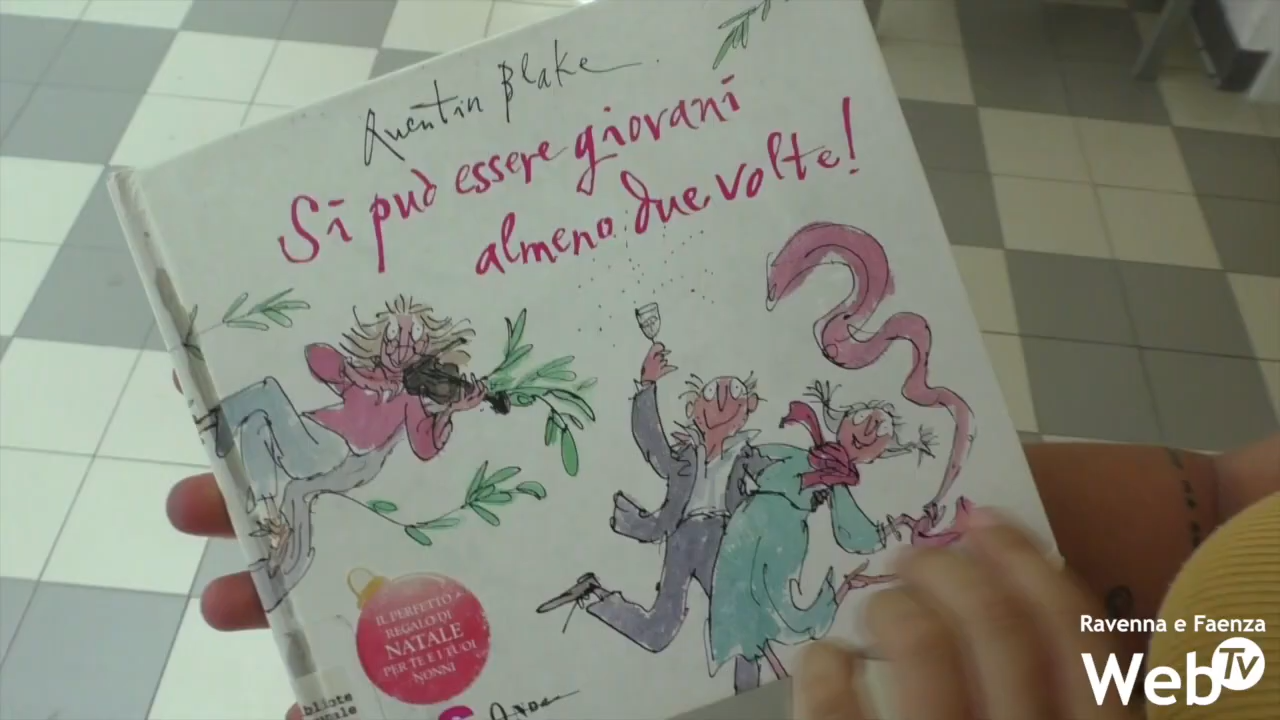 Quentin Blake
Si può essere giovani
almeno due volte!
IL PERFETTO
REGALO DI
NATALE
PER TE E I TUOI
NONNI
Ravenna e Faenza
WebTv